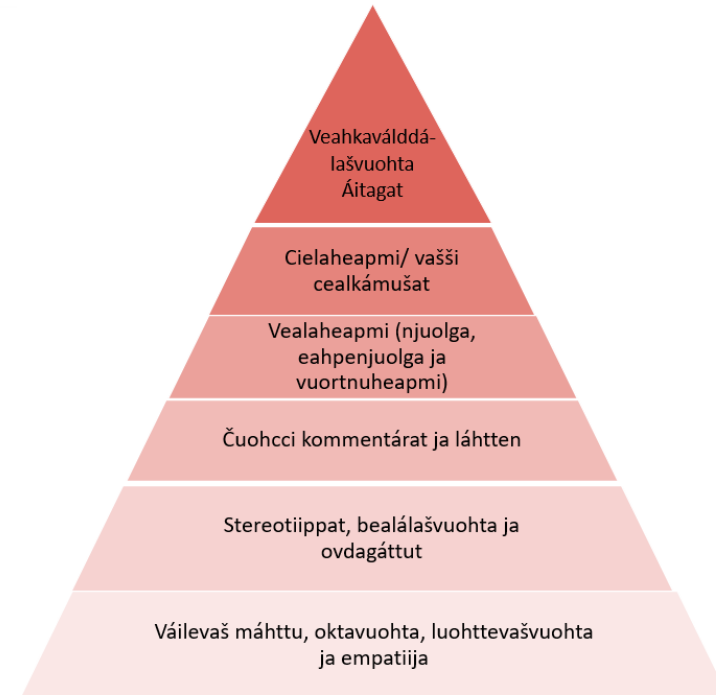 Veahkaválddá-
lašvuohta
Áitagat
Cielaheapmi/ vašši
cealkámušat
Vealaheapmi (njuolga,
eahpenjuolga ja
vuortnuheapmi)
Čuohcci kommentárat ja láhtten
Stereotiippat, bealálašvuohta ja
ovdagáttut
Váilevaš máhttu, oktavuohta, luohttevašvuohta
ja empatiija